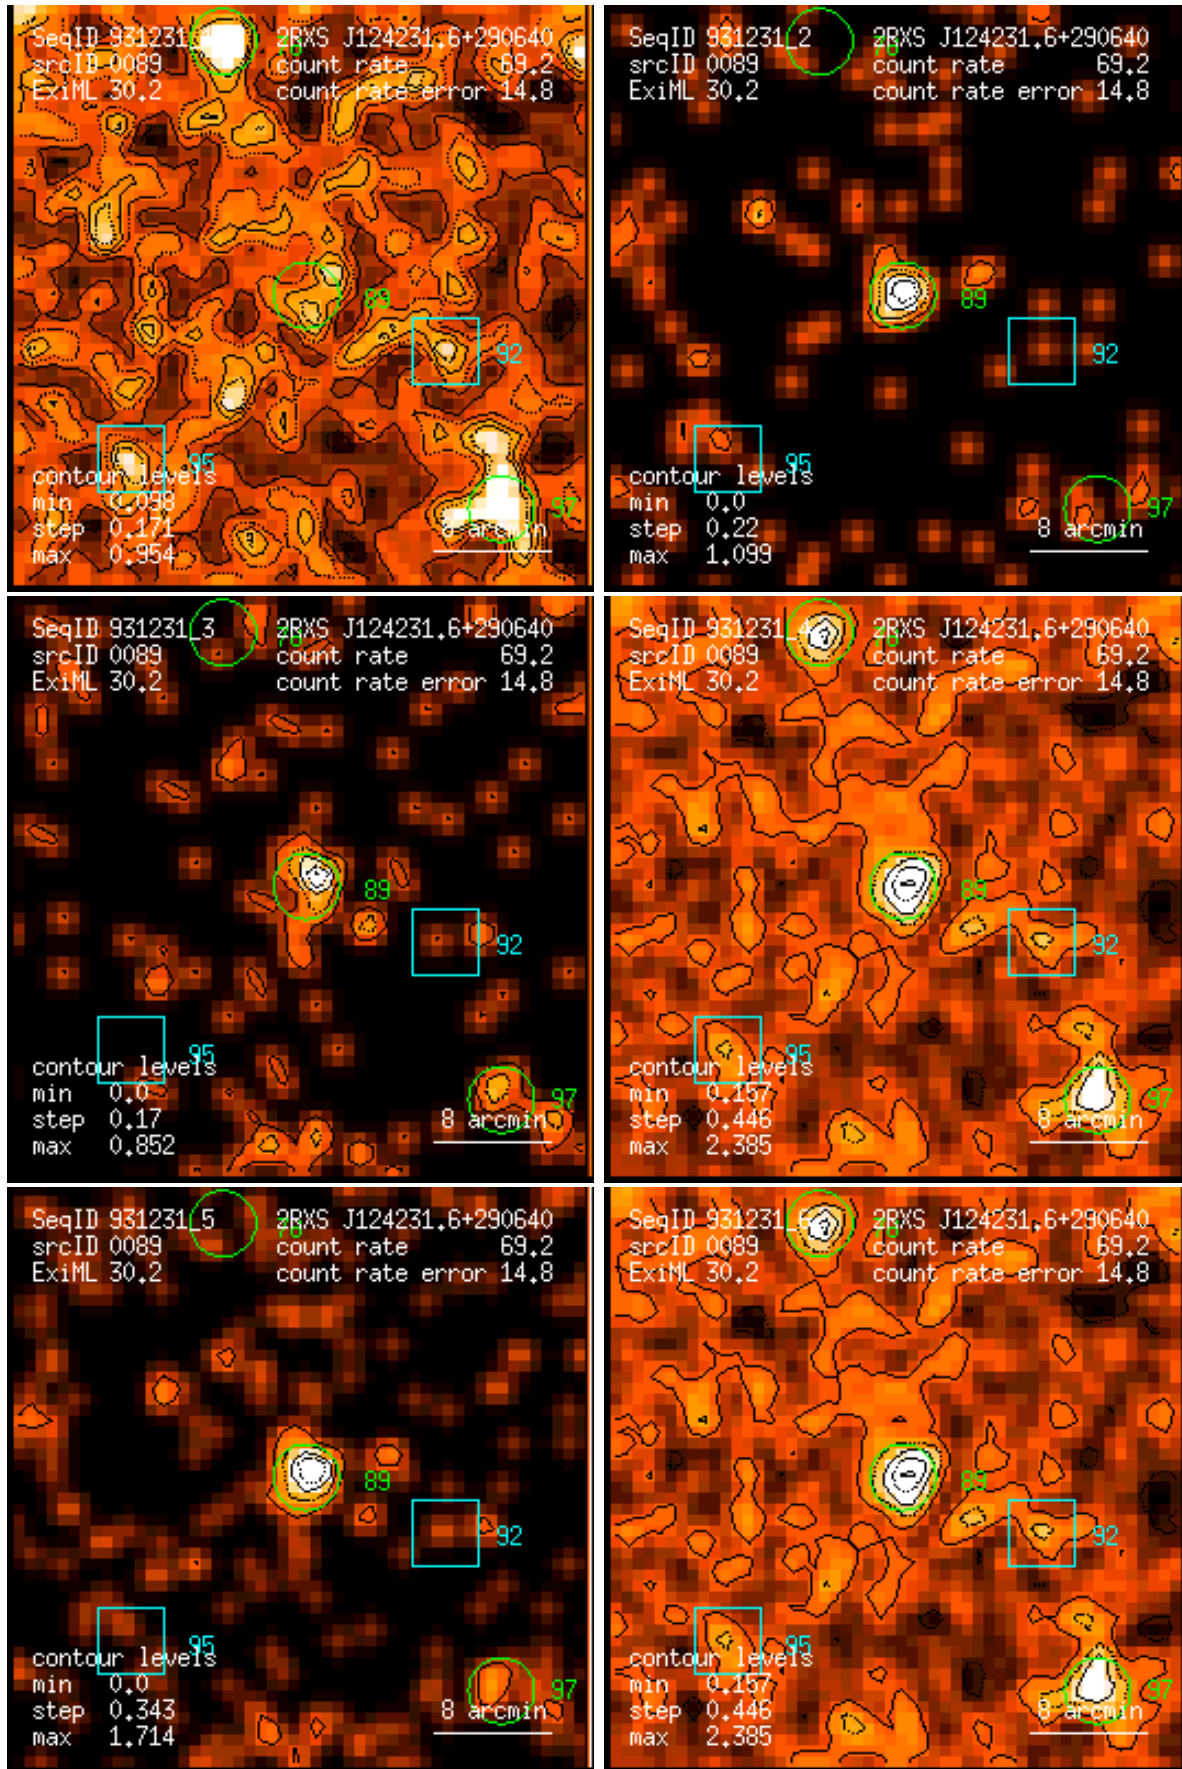 SeqID 931231_1 2RXS J124231.6+290640
srcID 0089 count rate 69.2
ExiML 30.2 count rate error 14.8
89
92
95
contour levels
min 0.098
97
step 0.171
8 arcmin
max 0.954
SeqID 931231_2 2RXS J124231.6+290640
srcID 0089 count rate 69.2
ExiML 30.2 count rate error 14.8
89
92
95
contour levels
min 0.0
97
step 0.22
8 arcmin
max 1.099
SeqID 931231_3 2RXS J124231.6+290640
srcID 0089 count rate 69.2
ExiML 30.2 count rate error 14.8
89
92
95
contour levels
min 0.0
97
step 0.17
8 arcmin
max 0.852
SeqID 931231_4 2RXS J124231.6+290640
srcID 0089 count rate 69.2
ExiML 30.2 count rate error 14.8
89
92
95
contour levels
min 0.157
97
step 0.446
8 arcmin
max 2.385
SeqID 931231_5 2RXS J124231.6+290640
srcID 0089 count rate 69.2
ExiML 30.2 count rate error 14.8
89
92
95
contour levels
min 0.0
97
step 0.343
8 arcmin
max 1.714
SeqID 931231_6 2RXS J124231.6+290640
srcID 0089 count rate 69.2
ExiML 30.2 count rate error 14.8
89
92
95
contour levels
min 0.157
97
step 0.446
8 arcmin
max 2.385